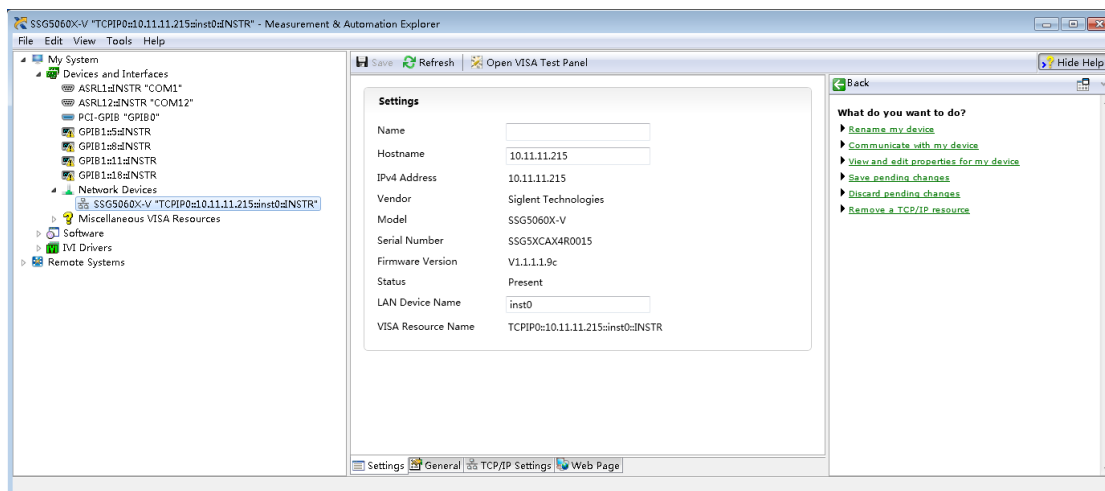 SSG5060X-V "TCPIP0::10.11.11.215::inst0::INSTR" - Measurement & Automation Explorer
File Edit View Tools Help
My System
Devices and Interfaces
ASRL1::INSTR "COM1"
ASRL12::INSTR "COM12"
PCI-GPIB "GPIB0"
GPIB1::5::INSTR
GPIB1::8::INSTR
GPIB1::11::INSTR
GPIB1::18::INSTR
Network Devices
SSG5060X-V "TCPIP0::10.11.11.215::inst0::INSTR"
Miscellaneous VISA Resources
Software
IVI Drivers
Remote Systems
Save Refresh Open VISA Test Panel
Hide Help
Settings
Name
Hostname 10.11.11.215
IPv4 Address 10.11.11.215
Vendor Siglent Technologies
Model SSG5060X-V
Serial Number SSG5XCAX4R0015
Firmware Version V1.1.1.1.9c
Status Present
LAN Device Name inst0
VISA Resource Name TCPIP0::10.11.11.215::inst0::INSTR
Settings General TCP/IP Settings Web Page
Back
What do you want to do?
Rename my device
Communicate with my device
View and edit properties for my device
Save pending changes
Discard pending changes
Remove a TCP/IP resource